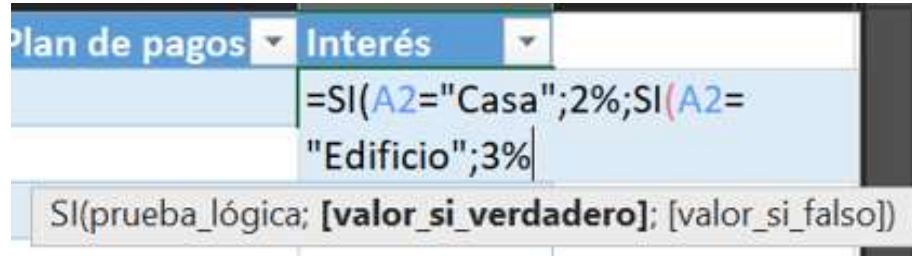 Plan de pagos Interés
=SI(A2="Casa";2%;SI(A2=
"Edificio";3%
SI(prueba_lógica; [valor_si_verdadero]; [valor_si_falso])